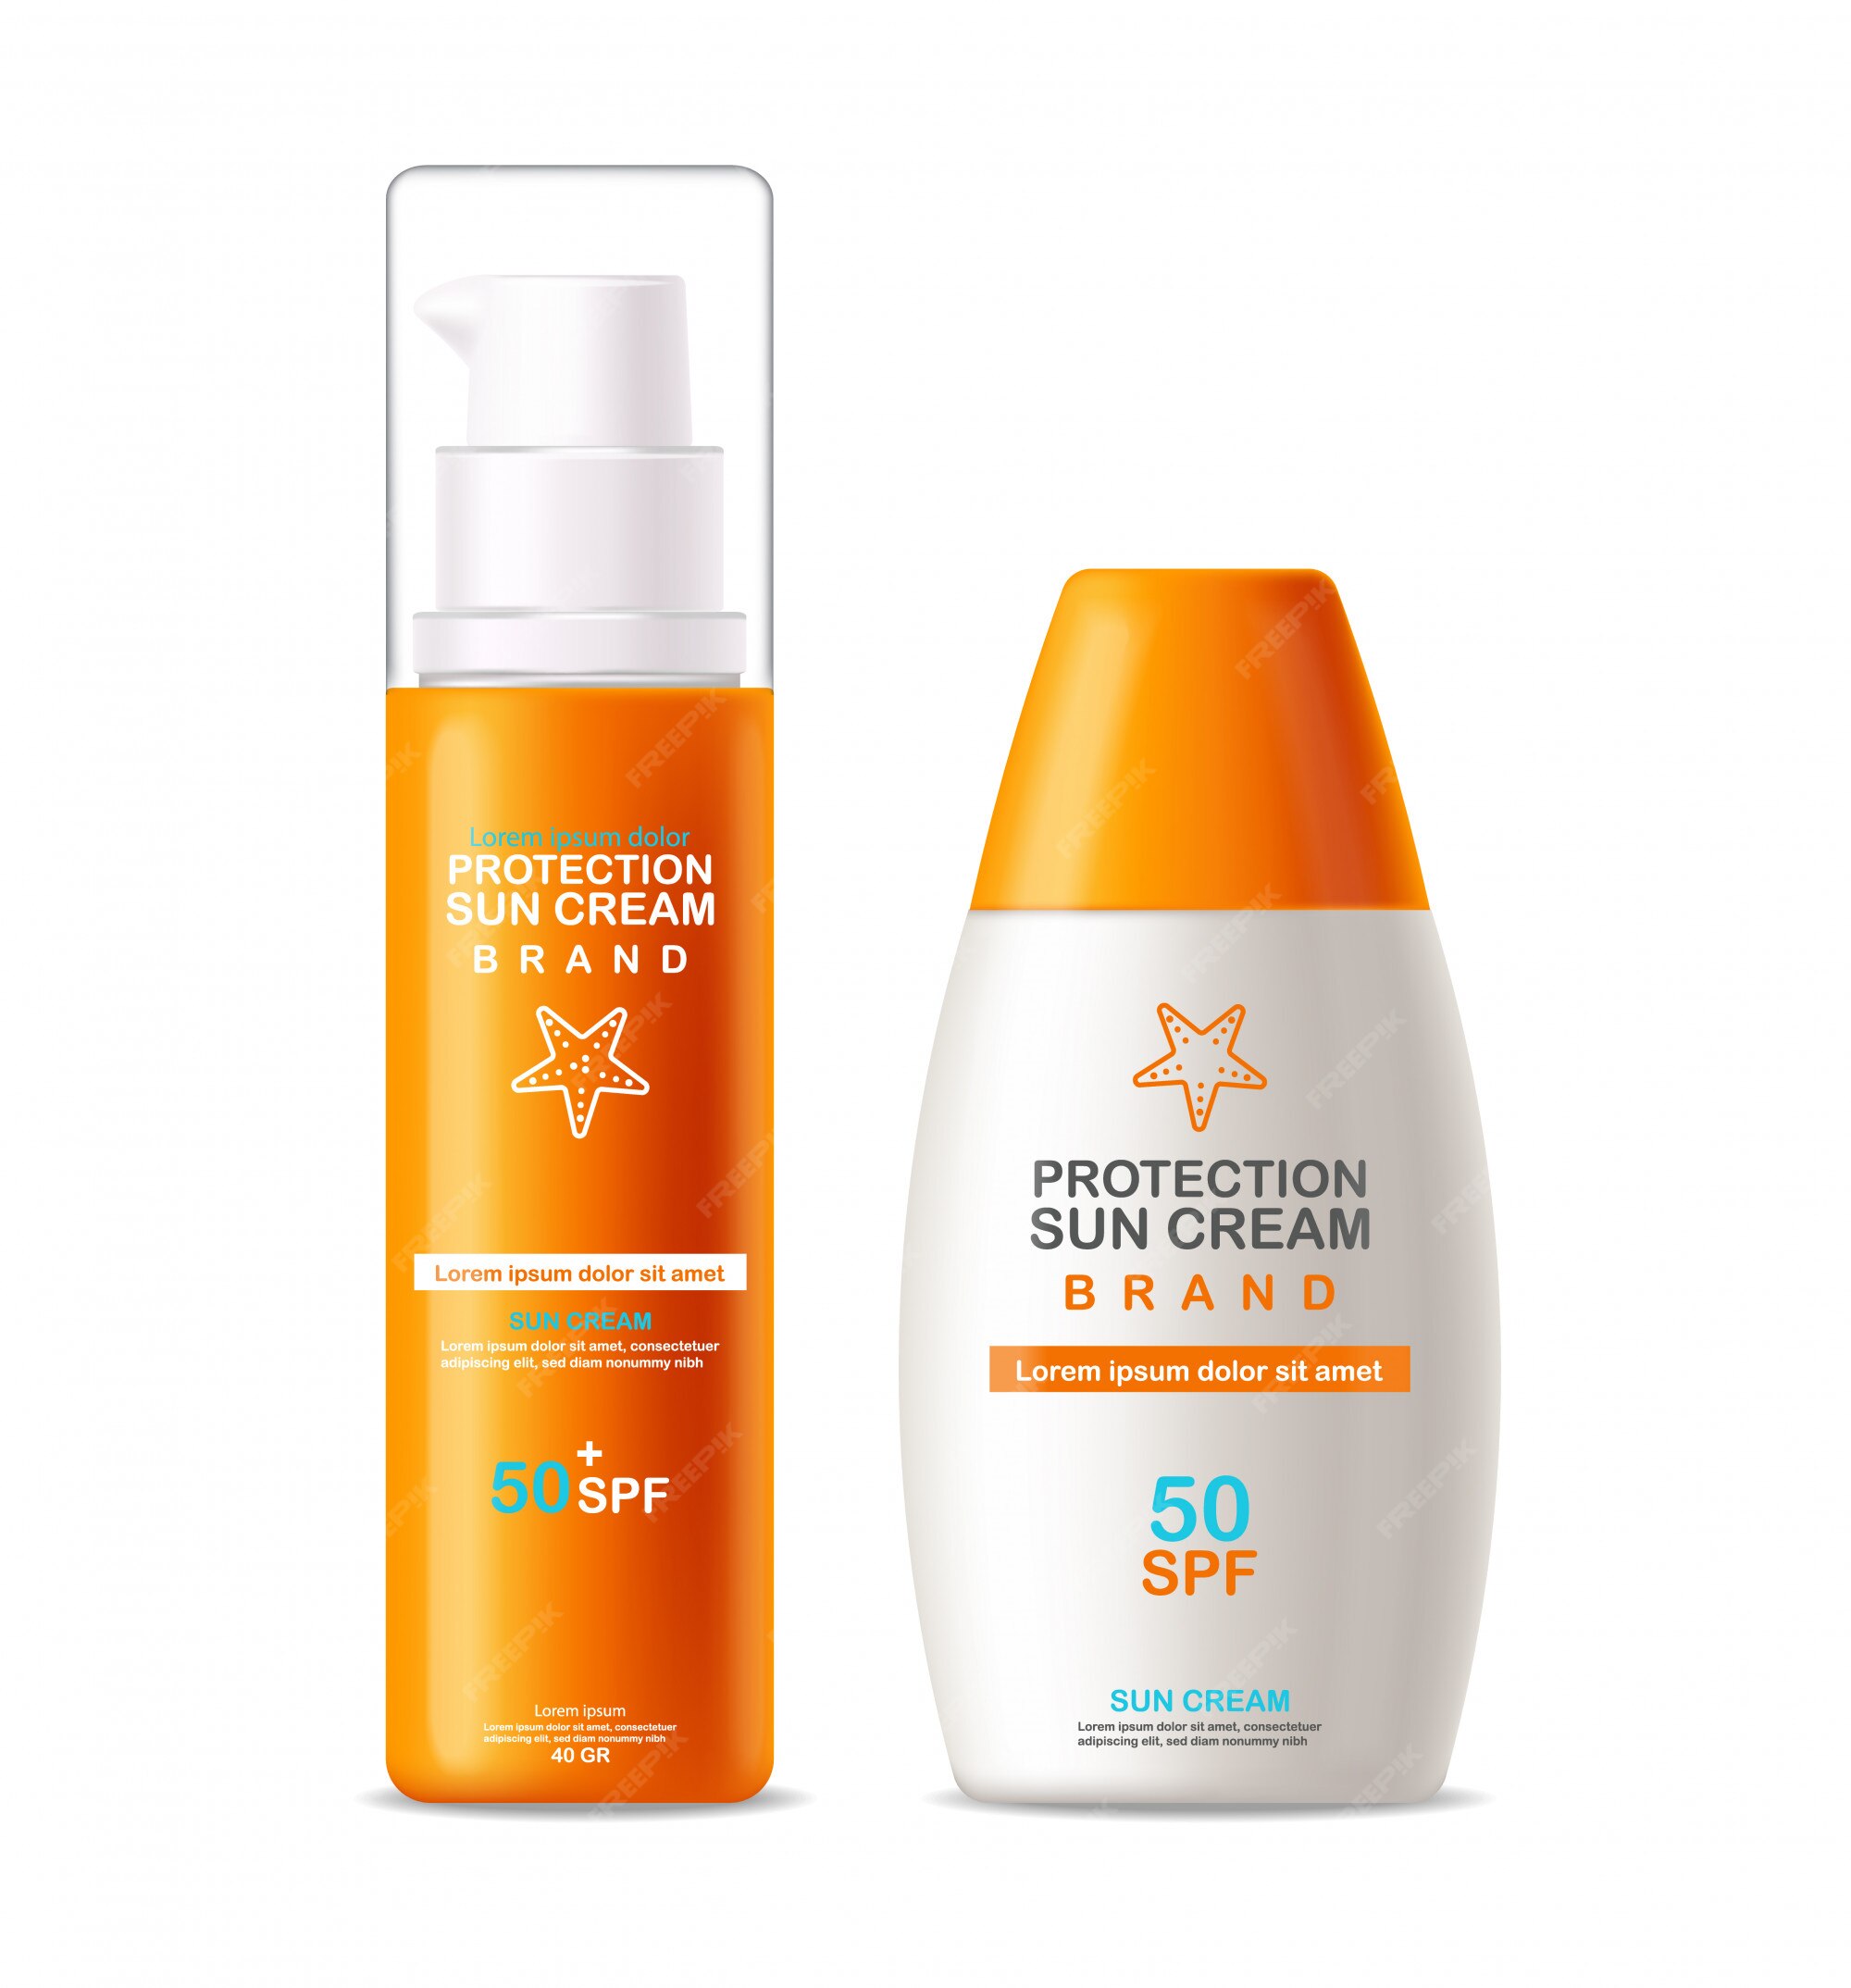 Lorem ipsum dolor
PROTECTION
SUN CREAM
BRAND
Lorem ipsum dolor sit amet
SUN CREAM
Lorem ipsum dolor sit amet, consectetuer
adipiscing elit, sed diam nonummy nibh
50+ SPF
Lorem ipsum
Lorem ipsum dolor sit amet, consectetuer
adipiscing elit, sed diam nonummy nibh
40 GR
PROTECTION
SUN CREAM
BRAND
Lorem ipsum dolor sit amet
50
SPF
SUN CREAM
Lorem ipsum dolor sit amet, consectetuer
adipiscing elit, sed diam nonummy nibh
FREEPIK